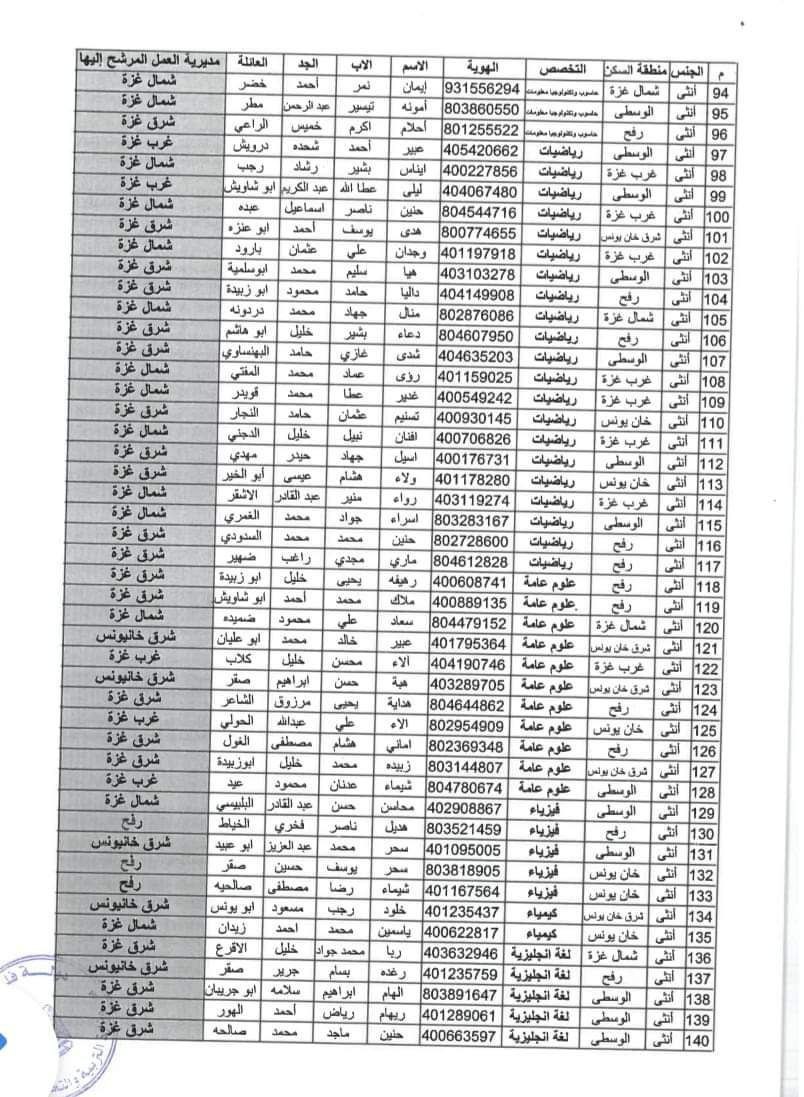 م الجنس منطقة السكن التخصص الهوية الاسم الاب الجد العائلة مديرية العمل المرشح إليها
94 أنثى شمال غزة حاسوب وتكنولوجيا معلومات 931556294 إيمان نمر أحمد خضر شمال غزة
95 أنثى الوسطى حاسوب وتكنولوجيا معلومات 803860550 أمونه تيسير عبد الرحمن مطر شمال غزة
96 أنثى رفح حاسوب وتكنولوجيا معلومات 801255522 أحلام اكرم خميس الراعي شرق غزة
97 أنثى الوسطى رياضيات 405420662 عبير أحمد شحده درويش غرب غزة
98 أنثى غرب غزة رياضيات 400227856 ايناس بشير رشاد رجب شمال غزة
99 أنثى الوسطى رياضيات 404067480 ليلى عطا الله عبد الكريم ابو شاويش غرب غزة
100 أنثى غرب غزة رياضيات 804544716 حنين ناصر اسماعيل عبده شمال غزة
101 أنثى شرق خان يونس رياضيات 800774655 هدى يوسف أحمد ابو عنزه شرق غزة
102 أنثى غرب غزة رياضيات 401197918 وجدان علي عثمان بارود شمال غزة
103 أنثى الوسطى رياضيات 403103278 هيا سليم محمد ابوسلمية شرق غزة
104 أنثى رفح رياضيات 404149908 داليا حامد محمود ابو زبيدة شرق غزة
105 أنثى شمال غزة رياضيات 802876086 منال جهاد محمد دردونه شمال غزة
106 أنثى رفح رياضيات 804607950 دعاء بشير خليل ابو هاشم شرق غزة
107 أنثى الوسطى رياضيات 404635203 شدى غازي حامد البهنساوي شرق غزة
108 أنثى غرب غزة رياضيات 401159025 رؤى عماد محمد المفتي شمال غزة
109 أنثى غرب غزة رياضيات 400549242 غدير عطا محمد قويدر شمال غزة
110 أنثى خان يونس رياضيات 400930145 تسنيم عثمان حامد النجار شرق غزة
111 أنثى غرب غزة رياضيات 400706826 افنان نبيل خليل الدجني شمال غزة
112 أنثى الوسطى رياضيات 400176731 اسيل جهاد حيدر مهدي شرق غزة
113 أنثى خان يونس رياضيات 401178280 ولاء هشام عيسى أبو الخير شرق غزة
114 أنثى غرب غزة رياضيات 403119274 رواء منير عبد القادر الاشقر شمال غزة
115 أنثى الوسطى رياضيات 803283167 اسراء جواد محمد الغمري شمال غزة
116 أنثى رفح رياضيات 802728600 حنين محمد محمد السدودي شرق غزة
117 أنثى رفح رياضيات 804612828 ماري مجدي راغب ضهير شرق غزة
118 أنثى رفح علوم عامة 400608741 رهيفه يحيى خليل ابو زبيدة شرق غزة
119 أنثى رفح علوم عامة 400889135 ملاك محمد أحمد ابو شاويش شرق غزة
120 أنثى شمال غزة علوم عامة 804479152 سعاد علي محمود ضميده شمال غزة
121 أنثى شرق خان يونس علوم عامة 401795364 عبير خالد محمد ابو عليان شرق خانيونس
122 أنثى غرب غزة علوم عامة 404190746 آلاء محسن خليل كلاب غرب غزة
123 أنثى شرق خان يونس علوم عامة 403289705 هبة حسن ابراهيم صقر شرق خانيونس
124 أنثى رفح علوم عامة 804644862 هداية يحيى مرزوق الشاعر شرق غزة
125 أنثى خان يونس علوم عامة 802954909 الاء علي عبدالله الحولي غرب غزة
126 أنثى رفح علوم عامة 802369348 اماني هشام مصطفى الغول شرق غزة
127 أنثى شرق خان يونس علوم عامة 803144807 زبيده محمد خليل ابوزبيدة شرق غزة
128 أنثى الوسطى علوم عامة 804780674 شيماء عدنان محمود عيد غرب غزة
129 أنثى الوسطى فيزياء 402908867 محاسن حسن عبد القادر البلبيسي شمال غزة
130 أنثى رفح فيزياء 803521459 هديل ناصر فخري الخياط رفح
131 أنثى الوسطى فيزياء 401095005 سحر محمد عبد العزيز ابو عبيد شرق خانيونس
132 أنثى خان يونس فيزياء 803818905 سحر يوسف حسين صقر رفح
133 أنثى خان يونس فيزياء 401167564 شيماء رضا مصطفى صالحيه رفح
134 أنثى شرق خان يونس كيمياء 401235437 خلود رجب مسعود ابو يونس شرق خانيونس
135 أنثى خان يونس كيمياء 400622817 ياسمين محمد احمد زيدان شمال غزة
136 أنثى شمال غزة لغة انجليزية 403632946 ربا محمد جواد خليل الاقرع شرق غزة
137 أنثى رفح لغة انجليزية 401235759 رغده بسام جرير صقر شرق خانيونس
138 أنثى الوسطى لغة انجليزية 803891647 الهام ابراهيم سلامه ابو جريبان شرق غزة
139 أنثى الوسطى لغة انجليزية 401289061 ريهام رياض أحمد الهور شرق غزة
140 أنثى الوسطى لغة انجليزية 400663597 حنين ماجد محمد صالحه شرق غزة